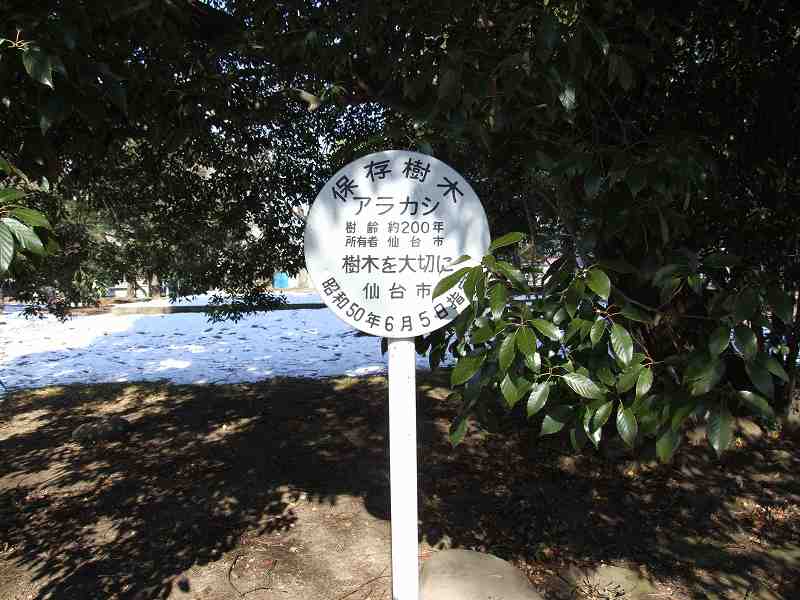 保存樹木
アラカシ
樹齢 約200年
所有者 仙台市
樹木を大切に
仙台市
昭和50年6月5日指